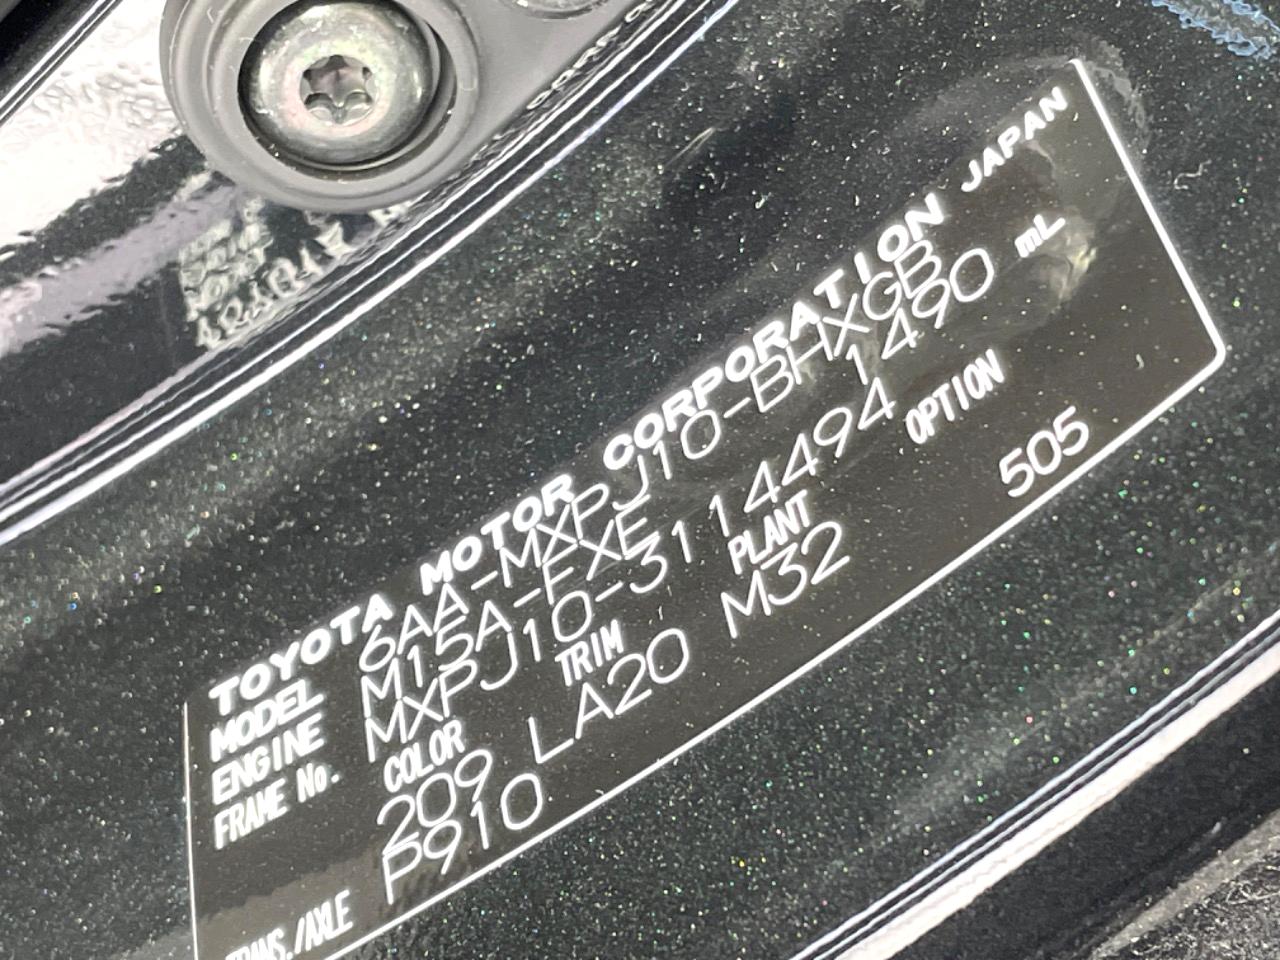 TOYOTA MOTOR CORPORATION JAPAN
MODEL 6AA-MXPJ10-BHXGB
ENGINE M15A-FXE 1490 mL
FRAME No. MXPJ10-3114494
COLOR TRIM PLANT OPTION
209 LA20 M32 505
TRANS./AXLE P910